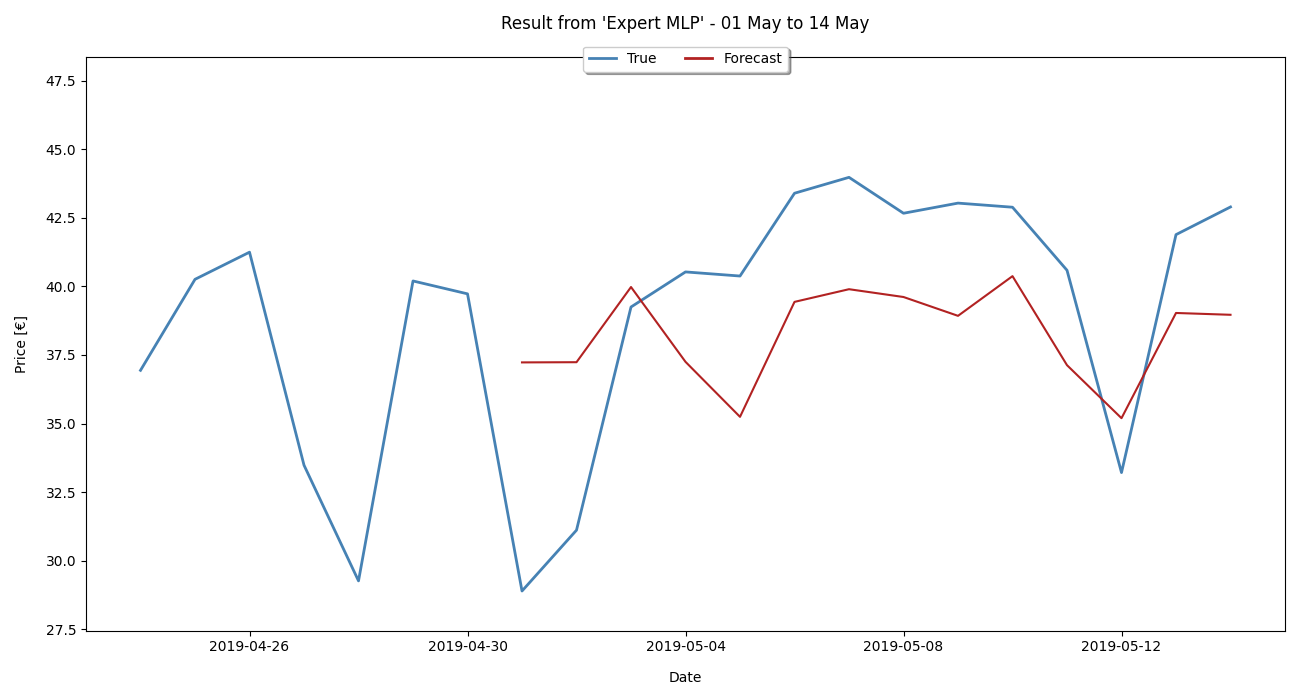 Result from 'Expert MLP' - 01 May to 14 May
True Forecast
47.5
45.0
42.5
40.0
37.5
35.0
32.5
30.0
27.5
Price [€]
2019-04-26 2019-04-30 2019-05-04 2019-05-08 2019-05-12
Date